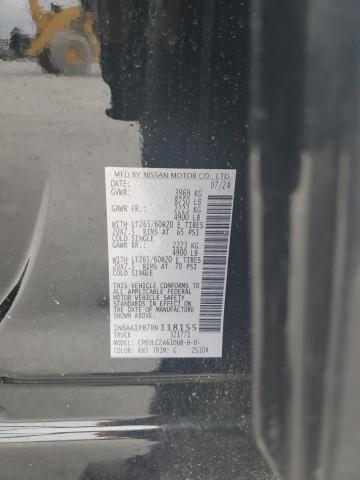 MFD BY NISSAN MOTOR CO., LTD.
DATE: 07/24
GVWR: 3969 KG
8750 LB
GAWR FR: 2223 KG
4900 LB
WITH LT265/60R20 E TIRES
20x7.5 RIMS AT 65 PSI
COLD SINGLE
GAWR RR: 2223 KG
4900 LB
WITH LT265/60R20 E TIRES
20x7.5 RIMS AT 70 PSI
COLD SINGLE
THIS VEHICLE CONFORMS TO ALL
APPLICABLE FEDERAL MOTOR
VEHICLE SAFETY STANDARDS
IN EFFECT ON THE DATE OF
MANUFACTURE SHOWN ABOVE.
1N6AA1FB7RN118155
TRUCK 321771
MODEL:
COLOR: KH3 TRIM: G